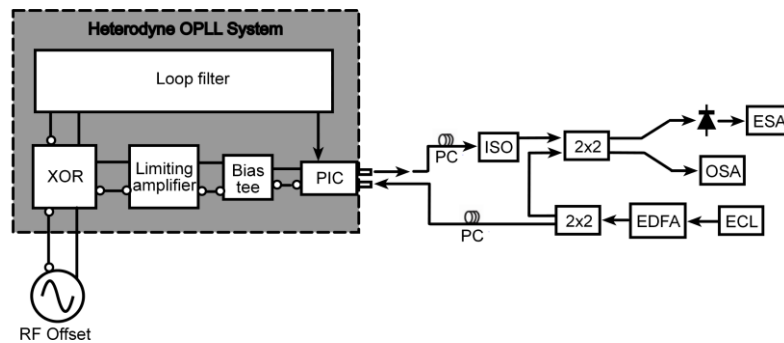 Heterodyne OPLL System
Loop filter
XOR
Limiting
amplifier
Bias
tee
PIC
PC
ISO
2x2
ESA
OSA
PC
2x2
EDFA
ECL
RF Offset